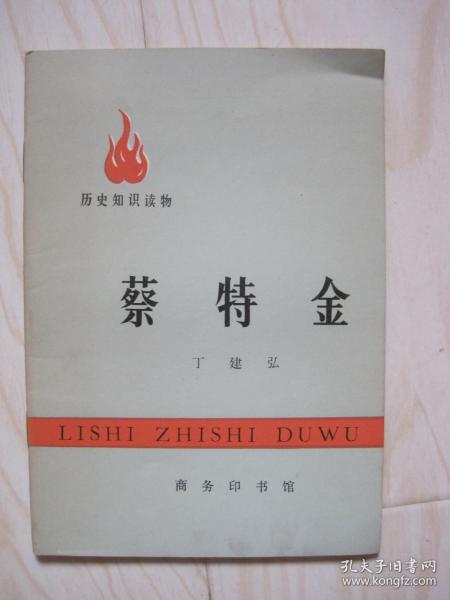 历史知识读物
蔡特金
丁建弘
LISHI ZHISHI DUWU
商务印书馆
孔夫子旧书网
www.kongfz.com